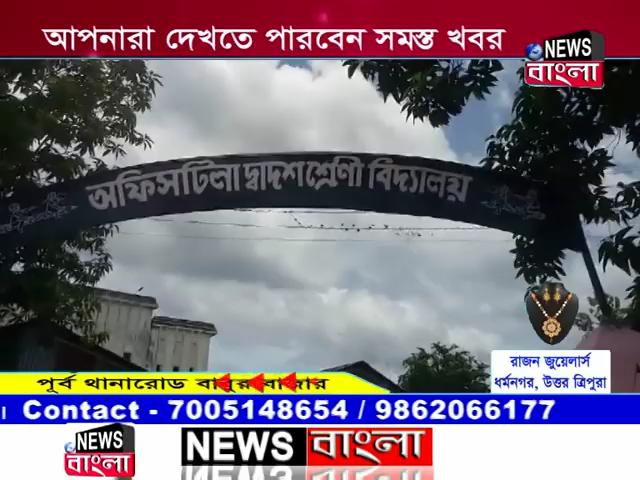 আপনারা দেখতে পারবেন সমস্ত খবর
NEWS
বাংলা
অফিসটিলা দ্বাদশশ্রেণী বিদ্যালয়
রাজন জুয়েলার্স
ধর্মনগর, উত্তর ত্রিপুরা
পূর্ব থানারোড বাবুর বাজার
। Contact - 7005148654 / 9862066177
NEWS
বাংলা
NEWS বাংলা